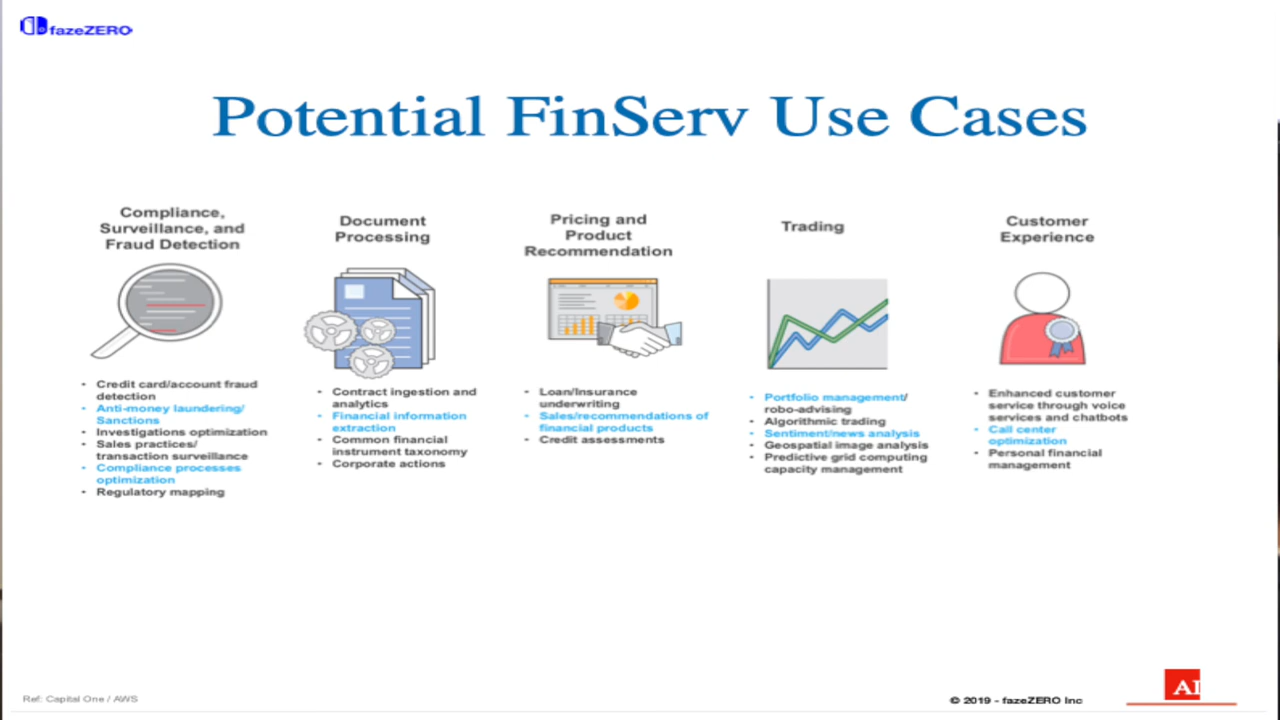 fazeZERO
Potential FinServ Use Cases
Compliance,
Surveillance, and
Fraud Detection
• Credit card/account fraud
detection
• Anti-money laundering/
Sanctions
• Investigations optimization
• Sales practices/
transaction surveillance
• Compliance processes
optimization
• Regulatory mapping
Document
Processing
• Contract ingestion and
analytics
• Financial information
extraction
• Common financial
instrument taxonomy
• Corporate actions
Pricing and
Product
Recommendation
• Loan/Insurance
underwriting
• Sales/recommendations of
financial products
• Credit assessments
Trading
• Portfolio management/
robo-advising
• Algorithmic trading
• Sentiment/news analysis
• Geospatial image analysis
• Predictive grid computing
capacity management
Customer
Experience
• Enhanced customer
service through voice
services and chatbots
• Call center
optimization
• Personal financial
management
Ref: Capital One / AWS
© 2019 - fazeZERO Inc
AI